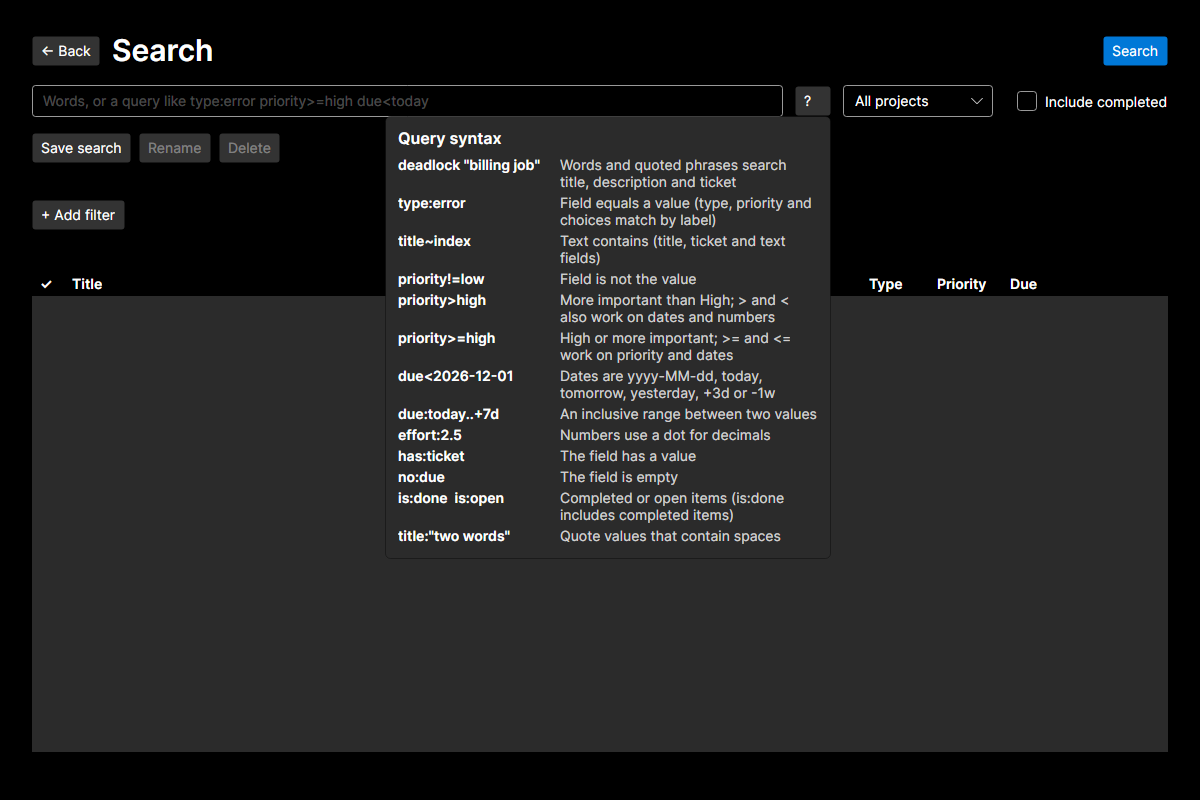 ← Back
Search
Search
Words, or a query like type:error priority>=high due<today
?
All projects
Include completed
Save search
Rename
Delete
+ Add filter
Query syntax
deadlock "billing job" Words and quoted phrases search
title, description and ticket
type:error Field equals a value (type, priority and
choices match by label)
title~index Text contains (title, ticket and text
fields)
priority!=low Field is not the value
priority>high More important than High; > and <
also work on dates and numbers
priority>=high High or more important; >= and <=
work on priority and dates
due<2026-12-01 Dates are yyyy-MM-dd, today,
tomorrow, yesterday, +3d or -1w
due:today..+7d An inclusive range between two values
effort:2.5 Numbers use a dot for decimals
has:ticket The field has a value
no:due The field is empty
is:done is:open Completed or open items (is:done
includes completed items)
title:"two words" Quote values that contain spaces
✓ Title Type Priority Due